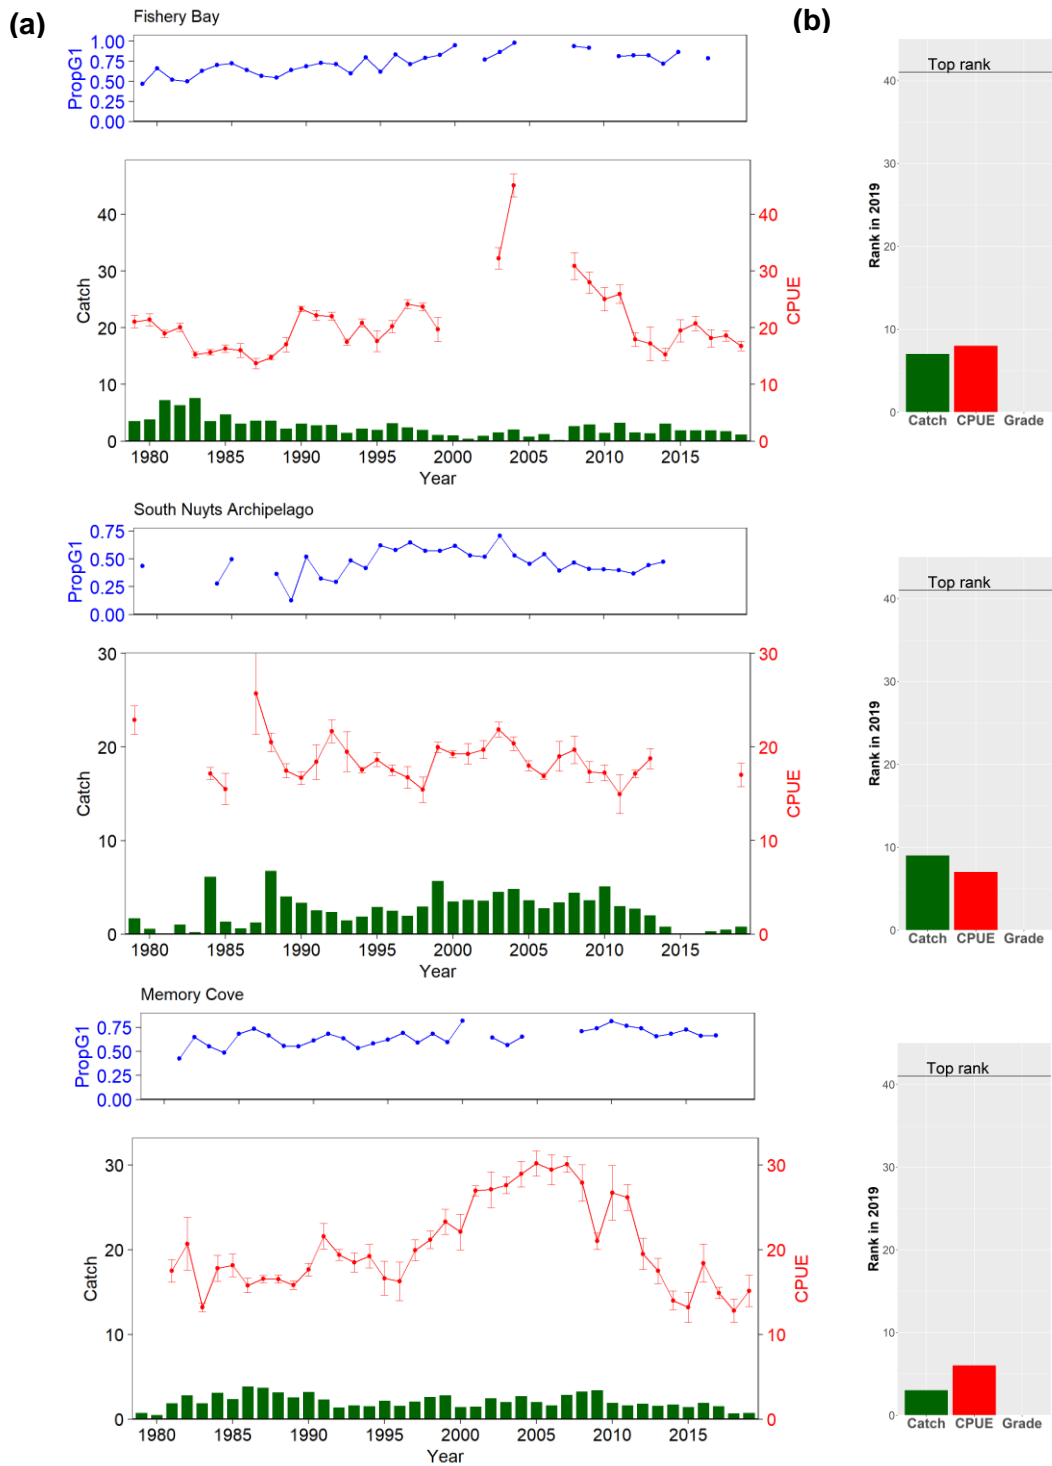 (a)
(b)
Fishery Bay
1.00
0.75
0.50
0.25
0.00
PropG1
40
30
20
10
0
Catch
40
30
20
10
0
CPUE
1980 1985 1990 1995 2000 2005 2010 2015
Year
Top rank
40
30
20
10
0
Rank in 2019
Catch CPUE Grade
South Nuyts Archipelago
0.75
0.50
0.25
0.00
PropG1
30
20
10
0
Catch
30
20
10
0
CPUE
1980 1985 1990 1995 2000 2005 2010 2015
Year
Top rank
40
30
20
10
0
Rank in 2019
Catch CPUE Grade
Memory Cove
0.75
0.50
0.25
0.00
PropG1
30
20
10
0
Catch
30
20
10
0
CPUE
1980 1985 1990 1995 2000 2005 2010 2015
Year
Top rank
40
30
20
10
0
Rank in 2019
Catch CPUE Grade